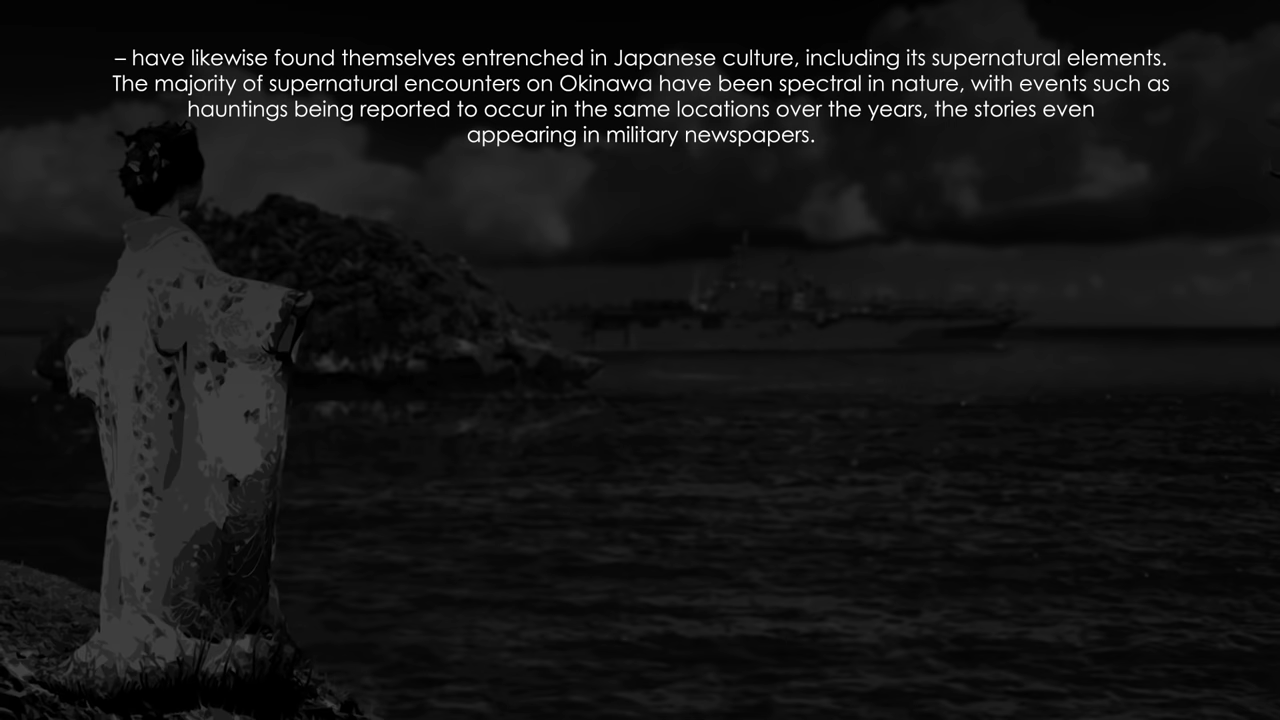 – have likewise found themselves entrenched in Japanese culture, including its supernatural elements.
The majority of supernatural encounters on Okinawa have been spectral in nature, with events such as
hauntings being reported to occur in the same locations over the years, the stories even
appearing in military newspapers.